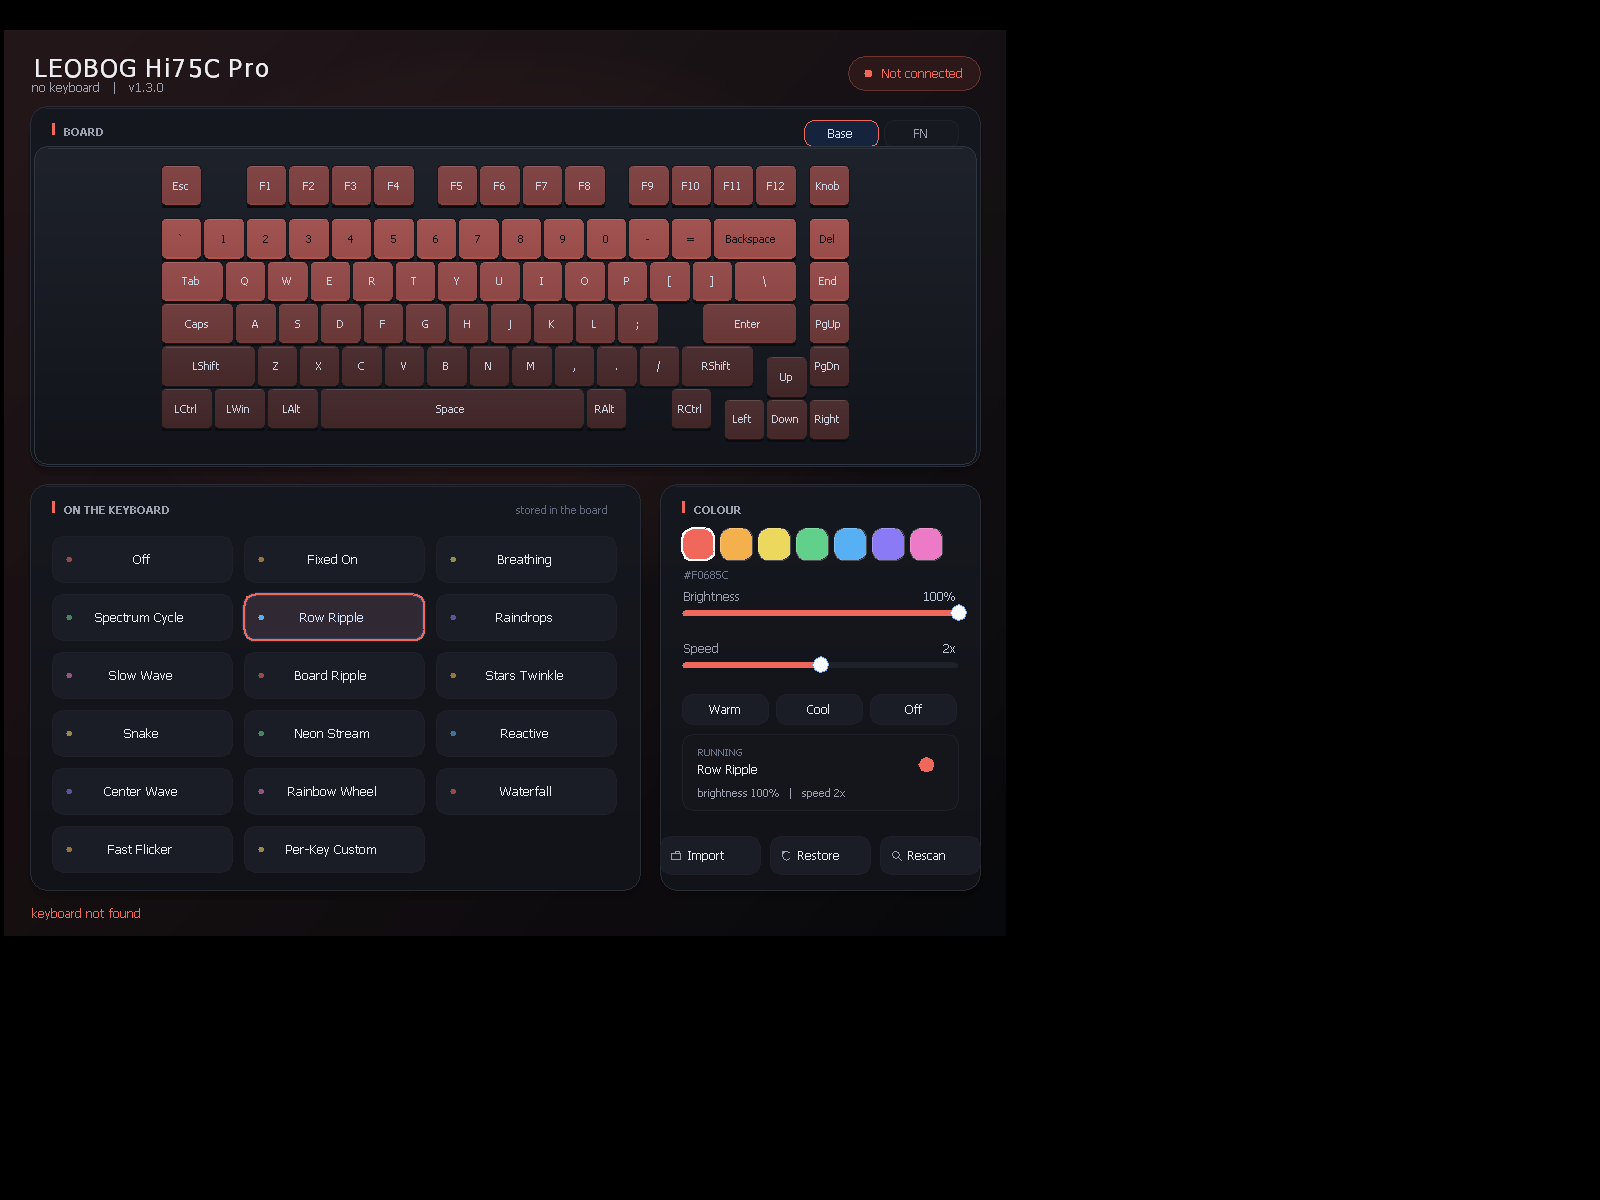 LEOBOG Hi75C Pro
no keyboard | v1.3.0
Not connected
BOARD
Base FN
Esc F1 F2 F3 F4 F5 F6 F7 F8 F9 F10 F11 F12 Knob
` 1 2 3 4 5 6 7 8 9 0 - = Backspace Del
Tab Q W E R T Y U I O P [ ] \ End
Caps A S D F G H J K L ; Enter PgUp
LShift Z X C V B N M , . / RShift Up PgDn
LCtrl LWin LAlt Space RAlt RCtrl Left Down Right
ON THE KEYBOARD stored in the board
Off Fixed On Breathing
Spectrum Cycle Row Ripple Raindrops
Slow Wave Board Ripple Stars Twinkle
Snake Neon Stream Reactive
Center Wave Rainbow Wheel Waterfall
Fast Flicker Per-Key Custom
COLOUR
#F0685C
Brightness 100%
Speed 2x
Warm Cool Off
RUNNING
Row Ripple
brightness 100% | speed 2x
Import Restore Rescan
keyboard not found